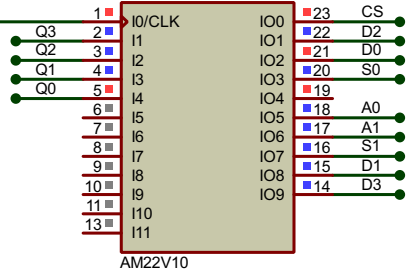 1 I0/CLK IO0 23 CS
Q3 2 I1 IO1 22 D2
Q2 3 I2 IO2 21 D0
Q1 4 I3 IO3 20 S0
Q0 5 I4 IO4 19
6 I5 IO5 18 A0
7 I6 IO6 17 A1
8 I7 IO7 16 S1
9 I8 IO8 15 D1
10 I9 IO9 14 D3
11 I10
13 I11
AM22V10